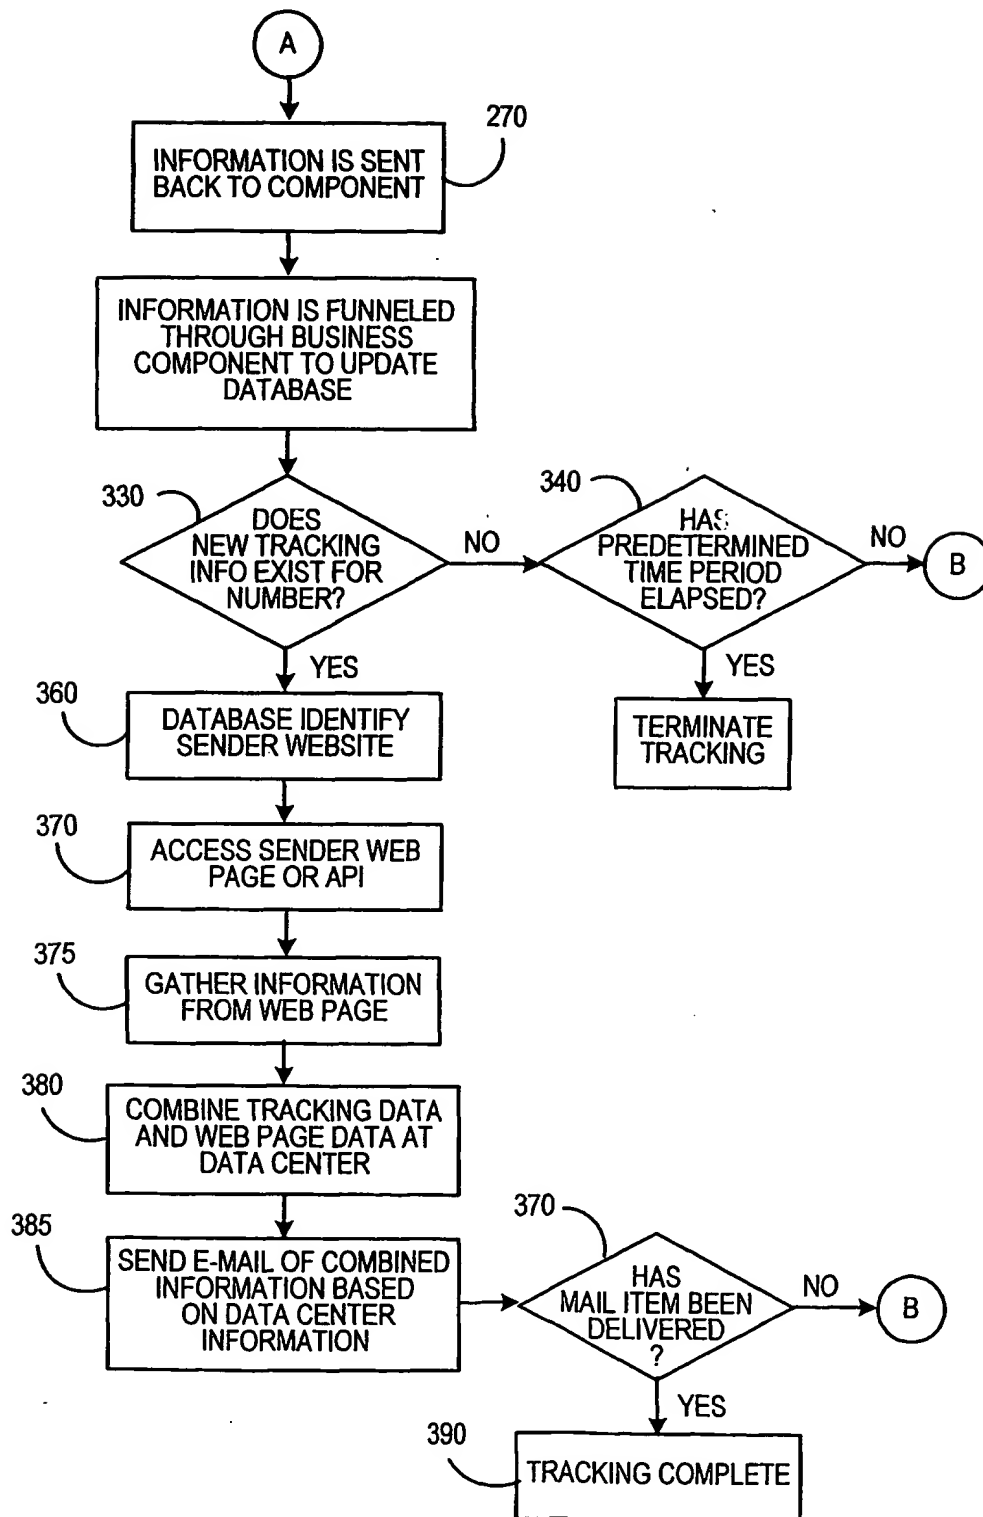 A
270
INFORMATION IS SENT
BACK TO COMPONENT
INFORMATION IS FUNNELED
THROUGH BUSINESS
COMPONENT TO UPDATE
DATABASE
330
DOES
NEW TRACKING
INFO EXIST FOR
NUMBER?
NO
340
HAS
PREDETERMINED
TIME PERIOD
ELAPSED?
NO
B
YES
YES
360
DATABASE IDENTIFY
SENDER WEBSITE
TERMINATE
TRACKING
370
ACCESS SENDER WEB
PAGE OR API
375
GATHER INFORMATION
FROM WEB PAGE
380
COMBINE TRACKING DATA
AND WEB PAGE DATA AT
DATA CENTER
385
SEND E-MAIL OF COMBINED
INFORMATION BASED
ON DATA CENTER
INFORMATION
370
HAS
MAIL ITEM BEEN
DELIVERED
?
NO
B
YES
390
TRACKING COMPLETE